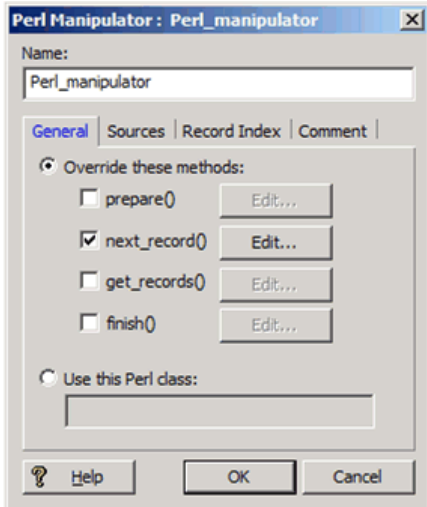 Perl Manipulator : Perl_manipulator
Name:
Perl_manipulator
General Sources Record Index Comment
Override these methods:
prepare() Edit...
next_record() Edit...
get_records() Edit...
finish() Edit...
Use this Perl class:
? Help OK Cancel